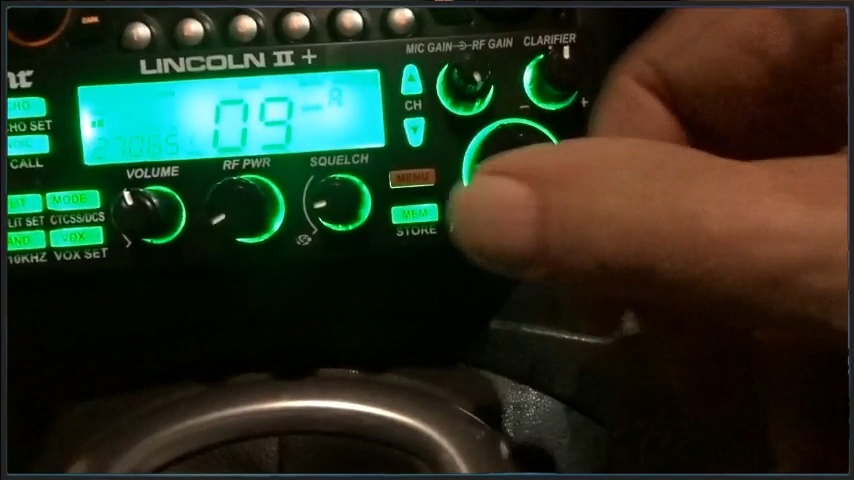 DARK
LINCOLN II +
MIC GAIN RF GAIN CLARIFIER
09 A
27065
CH
- +
CALL
VOLUME RF PWR SQUELCH
MENU
MODE
CTCSS/DCS
MEM
STORE
VOX
10KHZ VOX SET